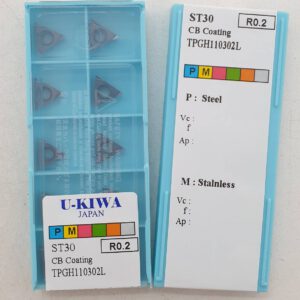 U-KIWA
JAPAN
P M
ST30 R0.2
CB Coating
TPGH110302L
ST30 R0.2
CB Coating
TPGH110302L
P M
P : Steel
Vc :
f
Ap :
M : Stainless
Vc :
f :
Ap :